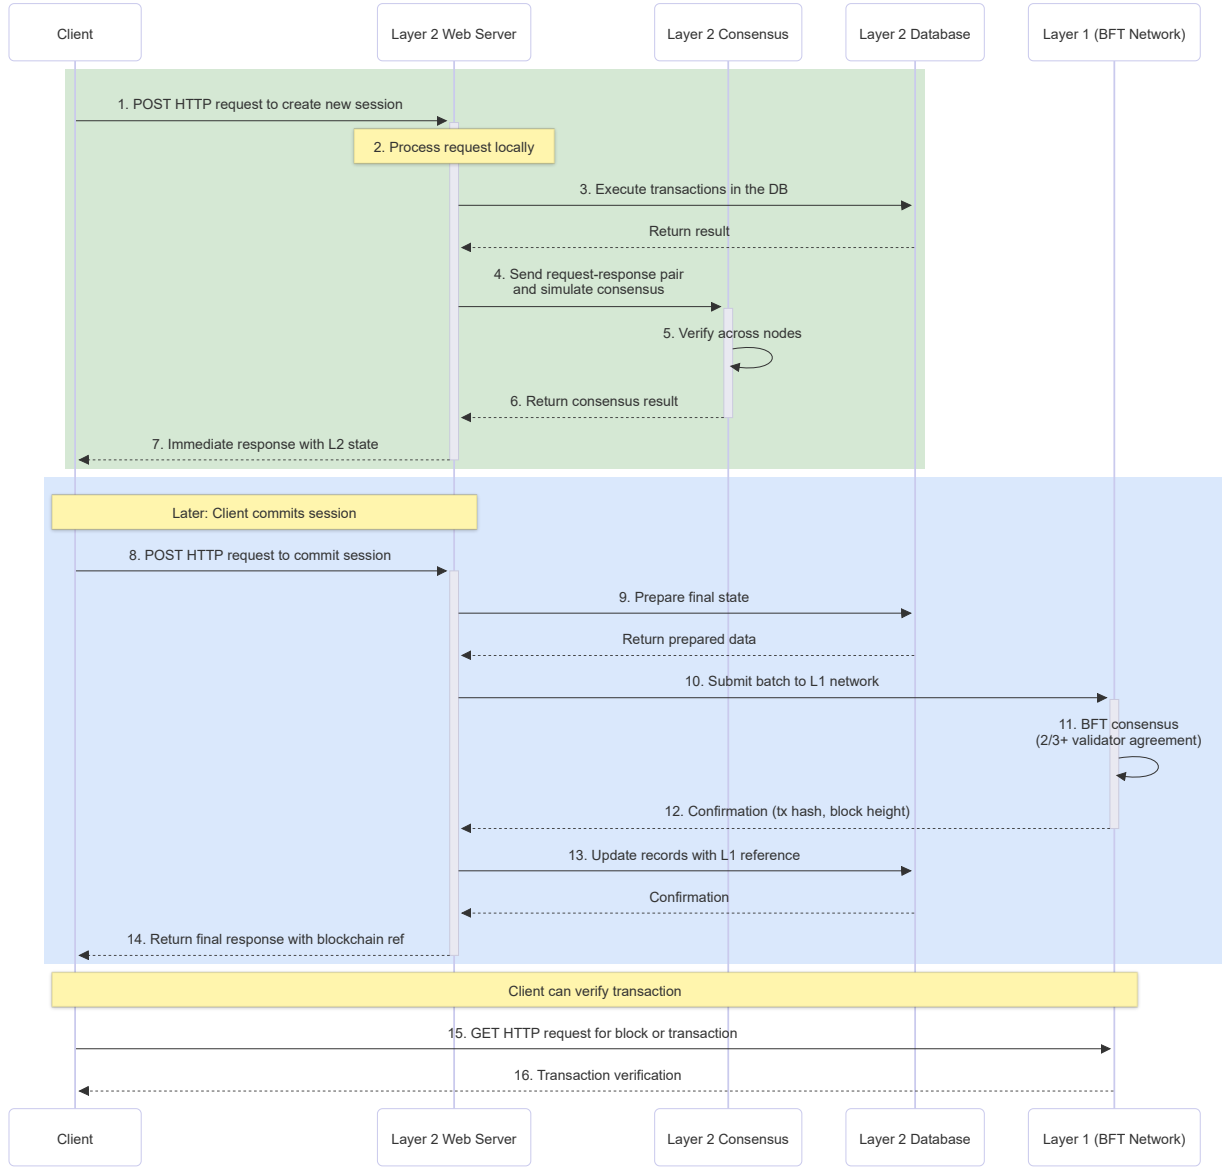 Client
Layer 2 Web Server
Layer 2 Consensus
Layer 2 Database
Layer 1 (BFT Network)
1. POST HTTP request to create new session
2. Process request locally
3. Execute transactions in the DB
Return result
4. Send request-response pair
and simulate consensus
5. Verify across nodes
6. Return consensus result
7. Immediate response with L2 state
Later: Client commits session
8. POST HTTP request to commit session
9. Prepare final state
Return prepared data
10. Submit batch to L1 network
11. BFT consensus
(2/3+ validator agreement)
12. Confirmation (tx hash, block height)
13. Update records with L1 reference
Confirmation
14. Return final response with blockchain ref
Client can verify transaction
15. GET HTTP request for block or transaction
16. Transaction verification
Client
Layer 2 Web Server
Layer 2 Consensus
Layer 2 Database
Layer 1 (BFT Network)